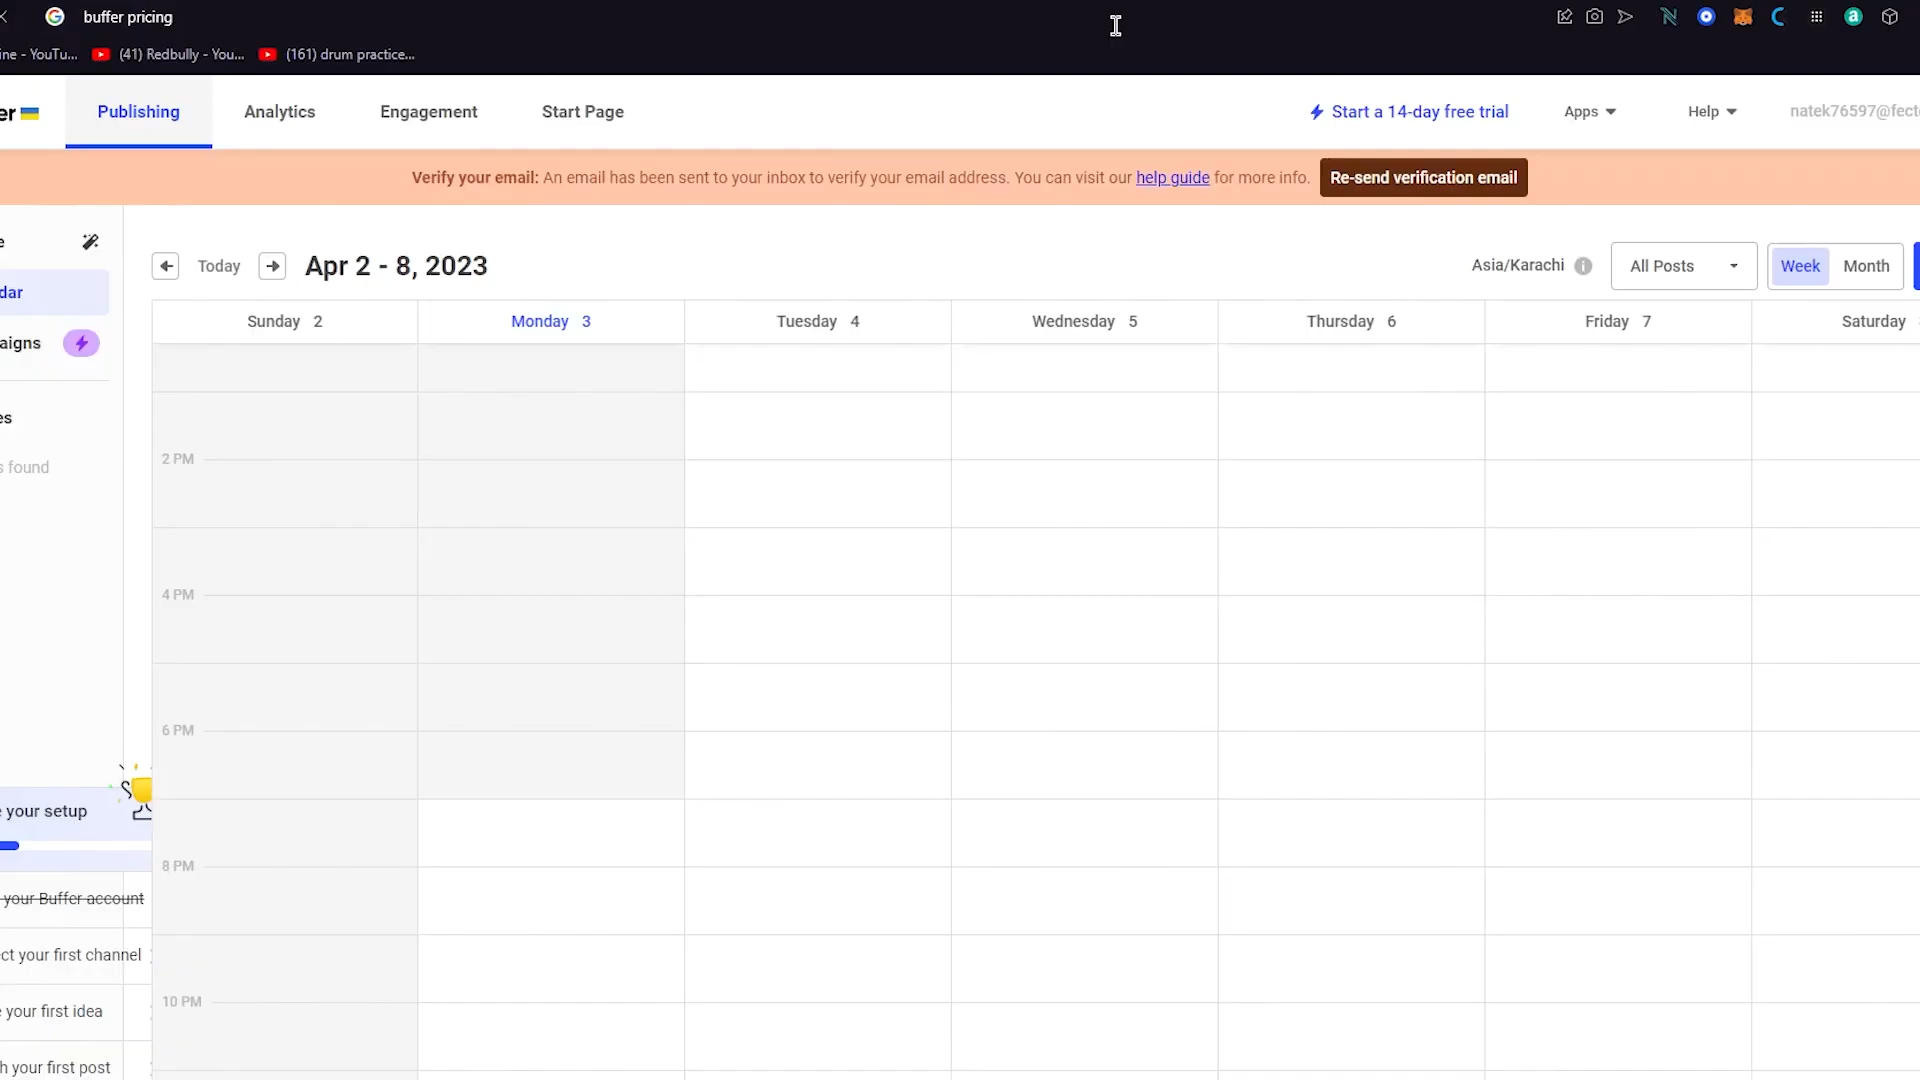 buffer pricing
ine - YouTu... (41) Redbully - You... (161) drum practice...
er Publishing Analytics Engagement Start Page Start a 14-day free trial Apps Help natek76597@fect
Verify your email: An email has been sent to your inbox to verify your email address. You can visit our help guide for more info. Re-send verification email
e
dar
aigns
es
s found
Today Apr 2 - 8, 2023 Asia/Karachi All Posts Week Month
Sunday 2 Monday 3 Tuesday 4 Wednesday 5 Thursday 6 Friday 7 Saturday
2 PM
4 PM
6 PM
8 PM
10 PM
e your setup
your Buffer account
ct your first channel
e your first idea
h your first post